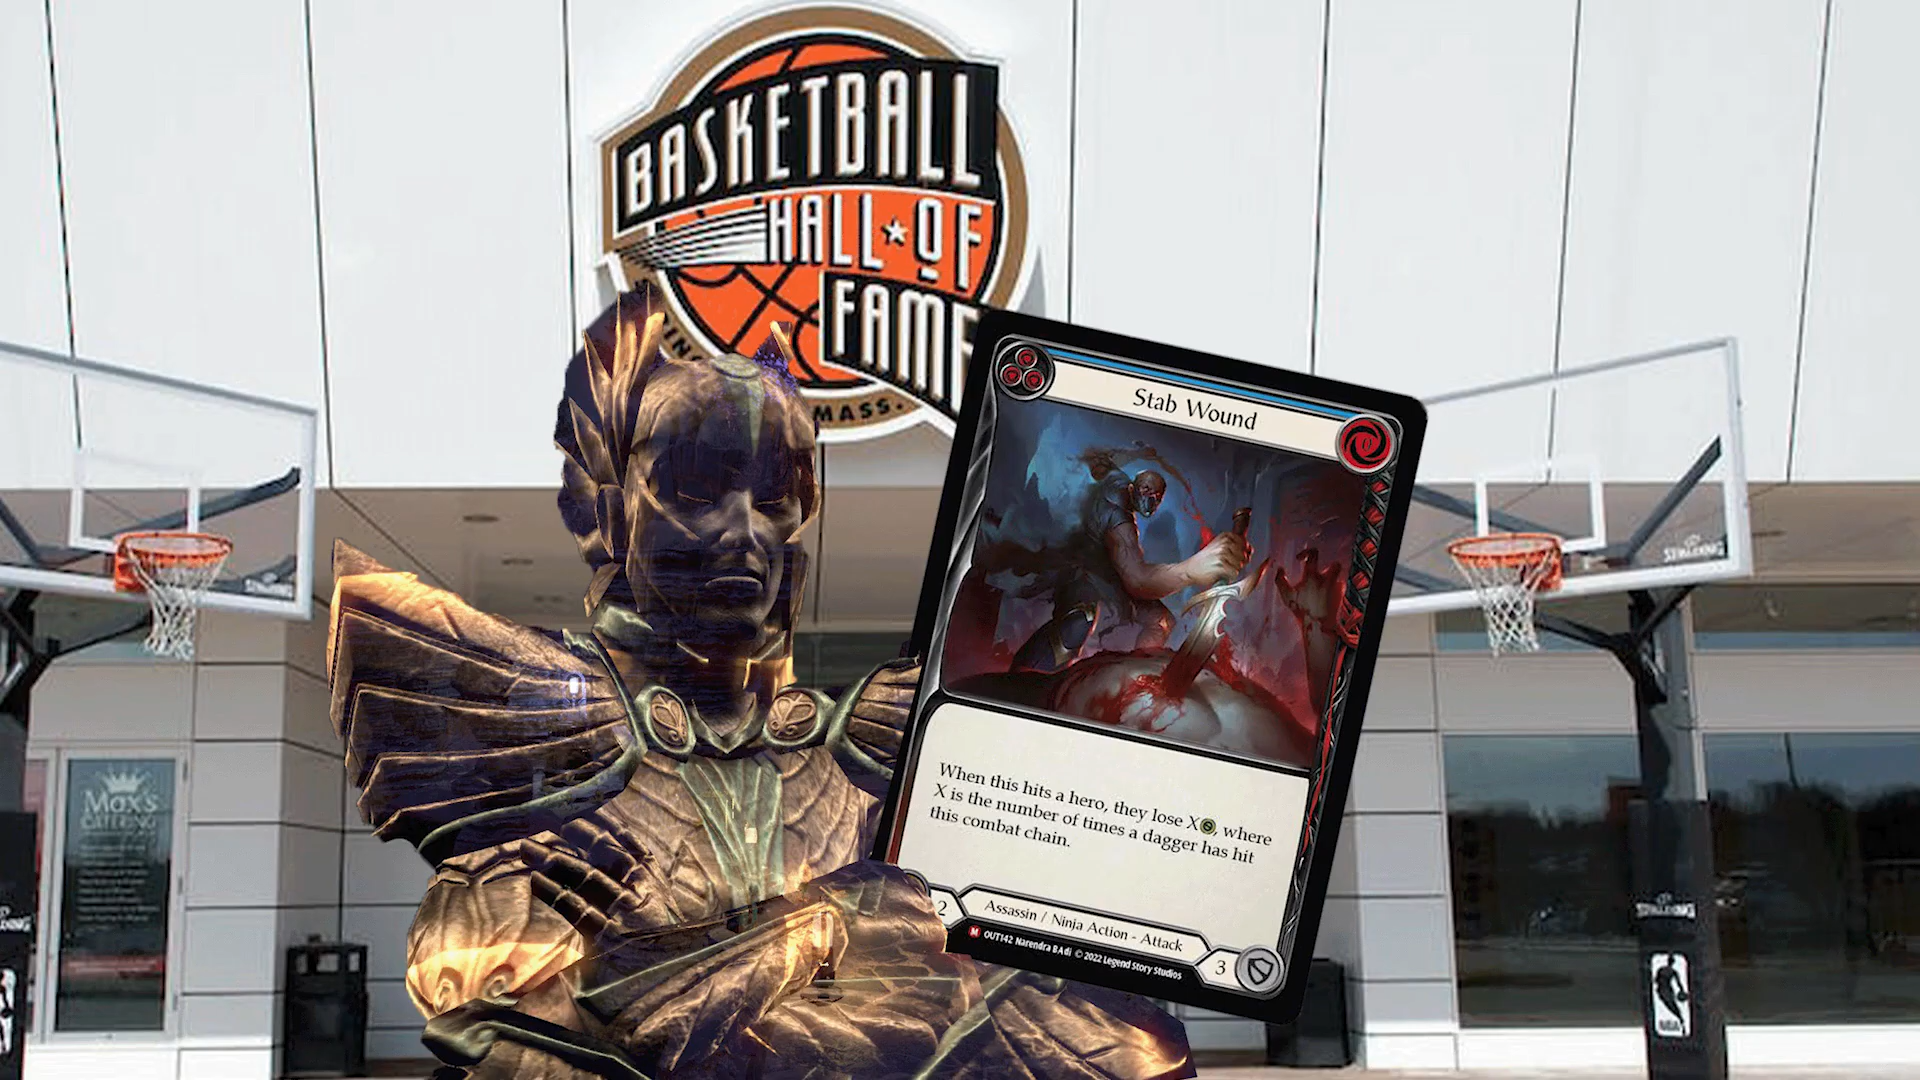 BASKETBALL
HALL OF
FAME
MASS.
Stab Wound
0
When this hits a hero, they lose X, where
X is the number of times a dagger has hit
this combat chain.
2
Assassin / Ninja Action - Attack
3
M OUT142 Narendra B Adi © 2022 Legend Story Studios
SPALDING
Max's
CATERING
SPALDING
NBA